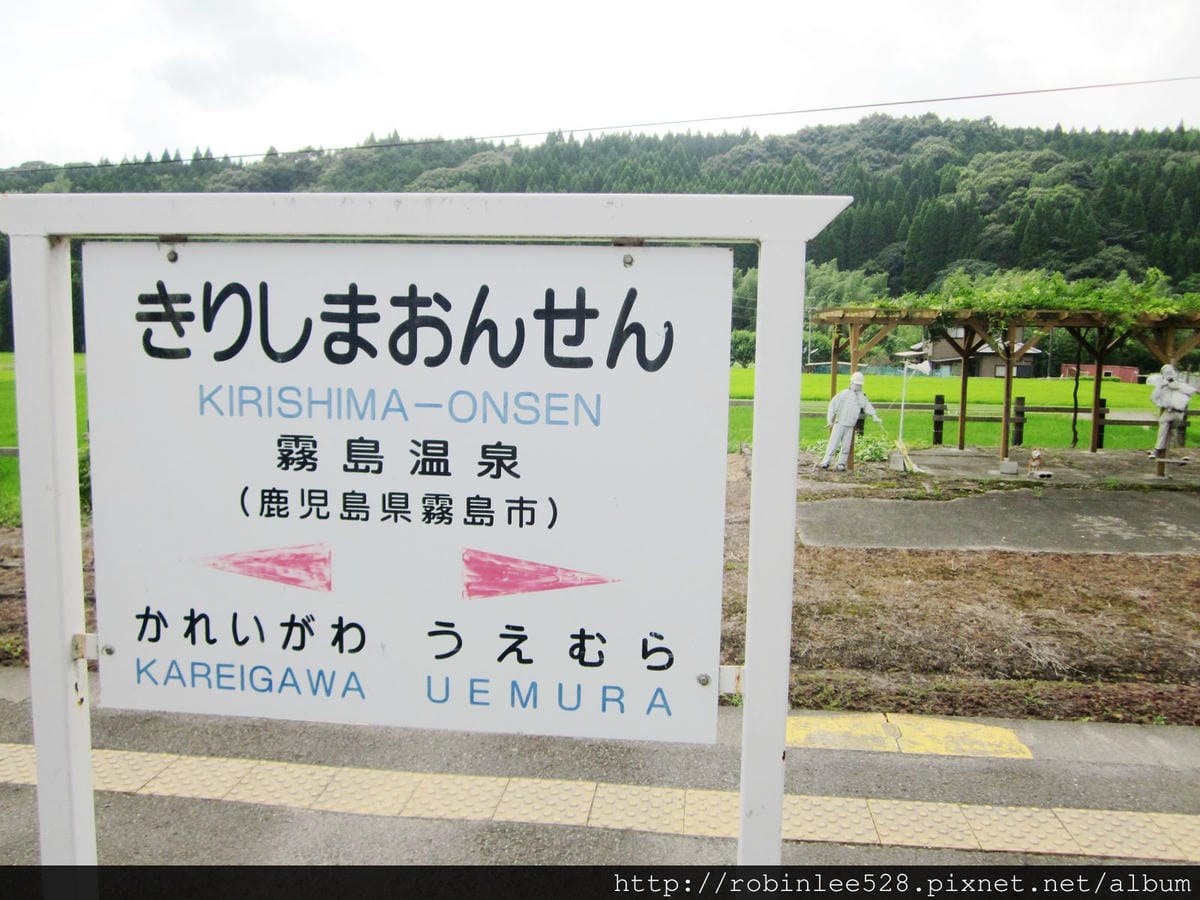 きりしまおんせん
KIRISHIMA-ONSEN
霧島温泉
(鹿児島県霧島市)
かれいがわ うえむら
KAREIGAWA UEMURA
http://robinlee528.pixnet.net/album